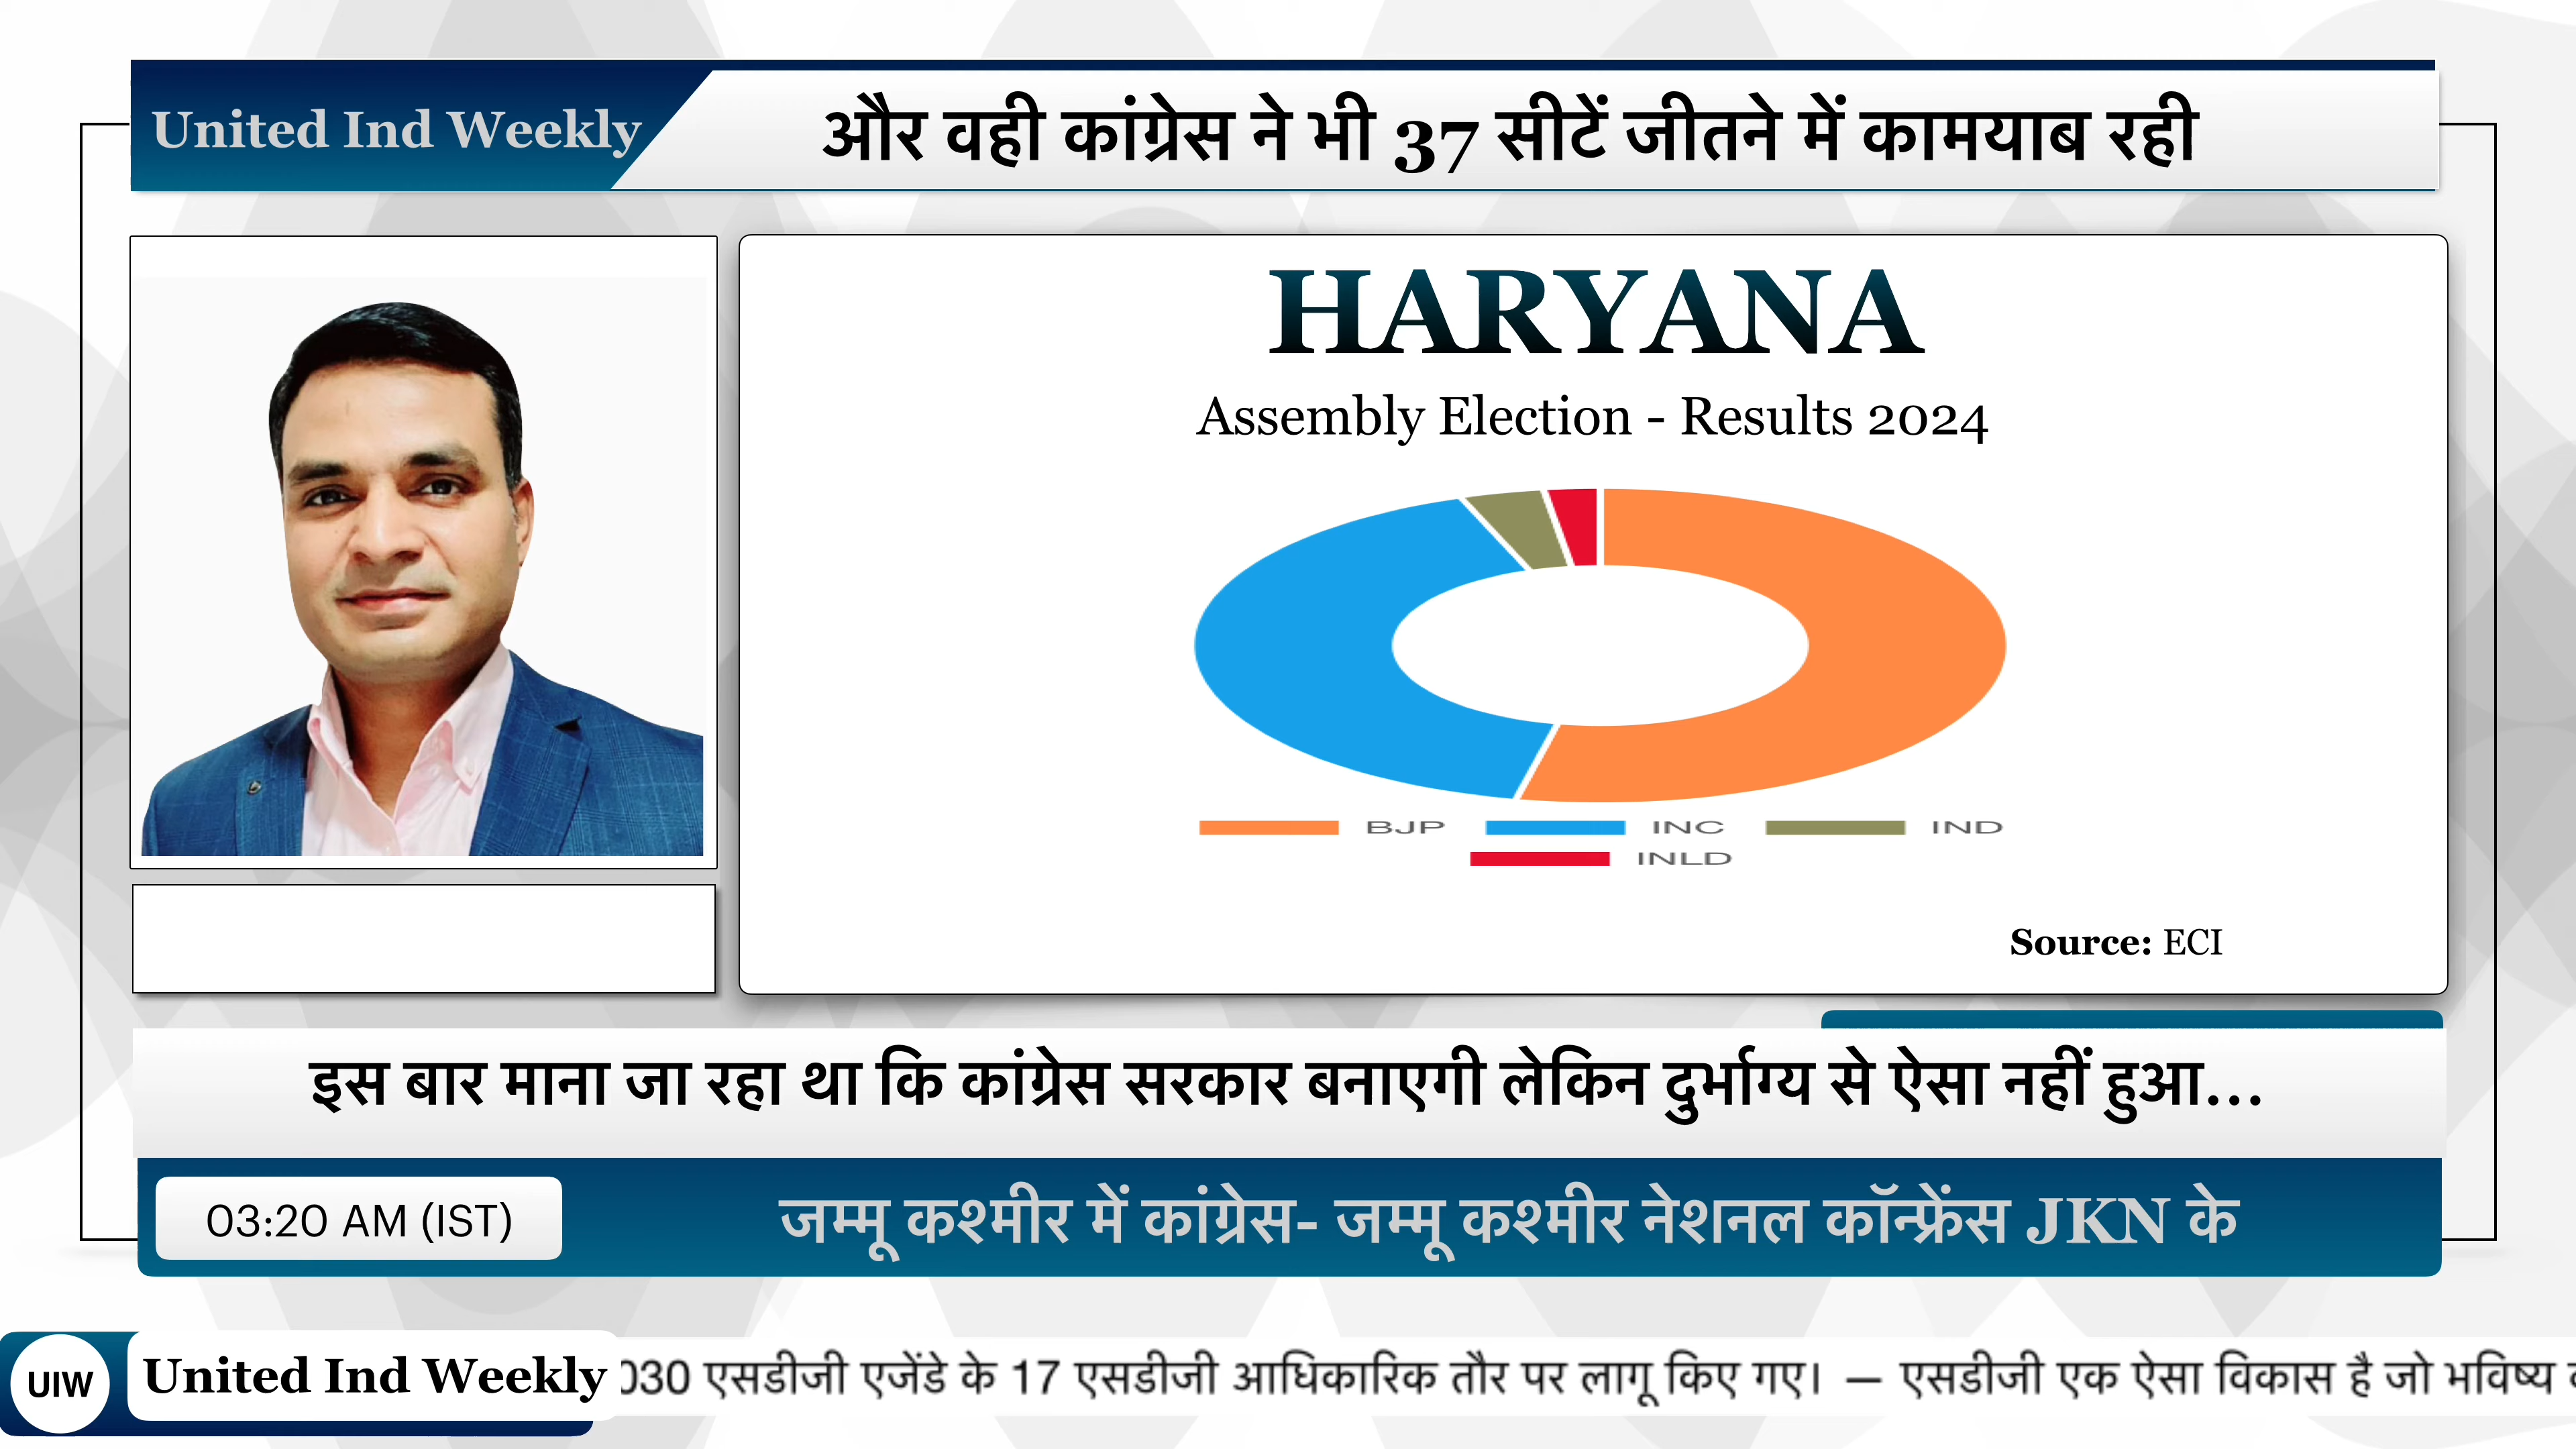 United Ind Weekly
और वही कांग्रेस ने भी 37 सीटें जीतने में कामयाब रही
HARYANA
Assembly Election - Results 2024
BJP INC IND
INLD
Source: ECI
इस बार माना जा रहा था कि कांग्रेस सरकार बनाएगी लेकिन दुर्भाग्य से ऐसा नहीं हुआ...
03:20 AM (IST)
जम्मू कश्मीर में कांग्रेस- जम्मू कश्मीर नेशनल कॉन्फ्रेंस JKN के
UIW
United Ind Weekly
030 एसडीजी एजेंडे के 17 एसडीजी आधिकारिक तौर पर लागू किए गए। — एसडीजी एक ऐसा विकास है जो भविष्य